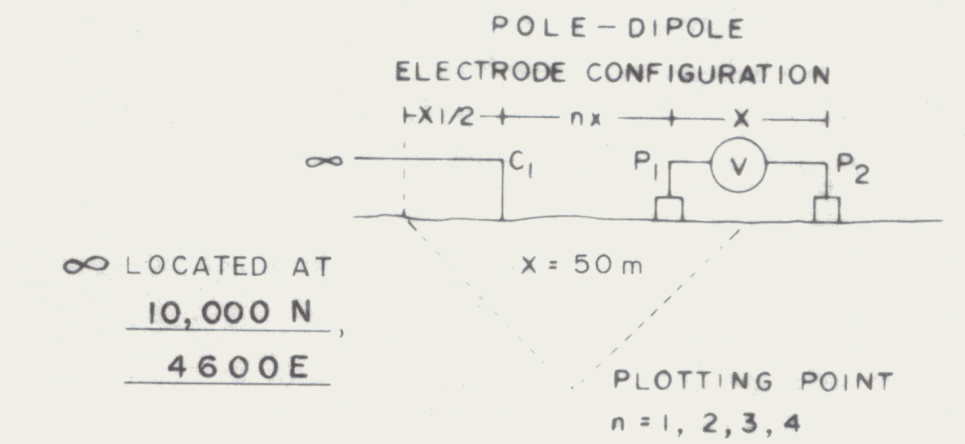 POLE-DIPOLE
ELECTRODE CONFIGURATION
X 1/2 nx X
∞ C1 P1 V P2
∞ LOCATED AT
10,000 N,
4600E
X = 50 m
PLOTTING POINT
n = 1, 2, 3, 4